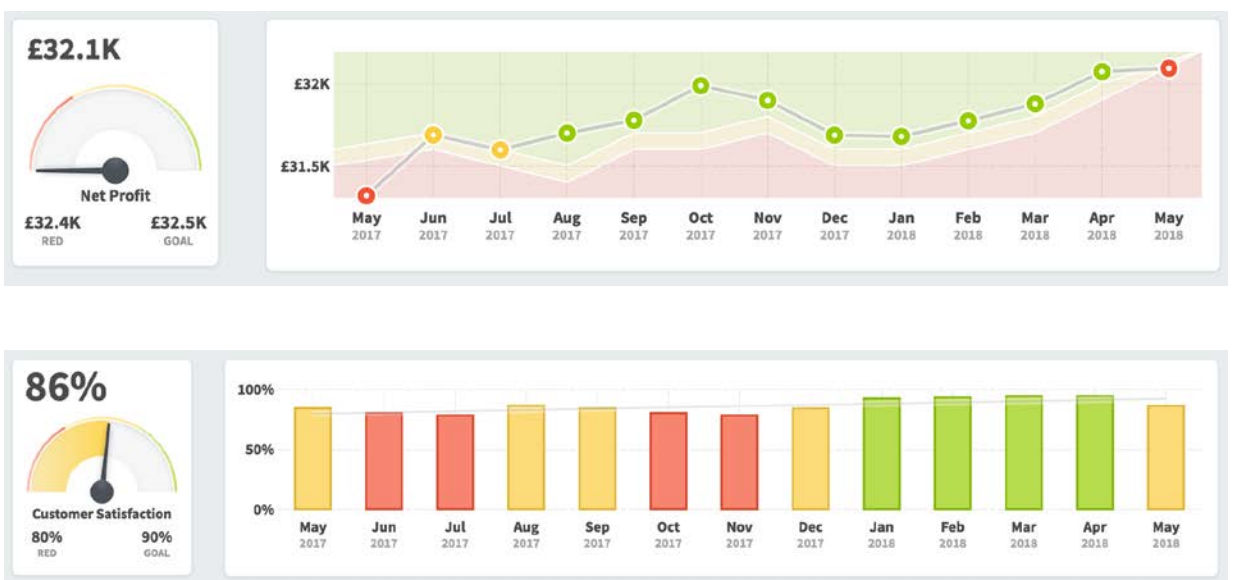 £32.1K
Net Profit
£32.4K £32.5K
RED GOAL
£32K
£31.5K
May Jun Jul Aug Sep Oct Nov Dec Jan Feb Mar Apr May
2017 2017 2017 2017 2017 2017 2017 2017 2018 2018 2018 2018 2018
86%
Customer Satisfaction
80% 90%
RED GOAL
100%
50%
0%
May Jun Jul Aug Sep Oct Nov Dec Jan Feb Mar Apr May
2017 2017 2017 2017 2017 2017 2017 2017 2018 2018 2018 2018 2018